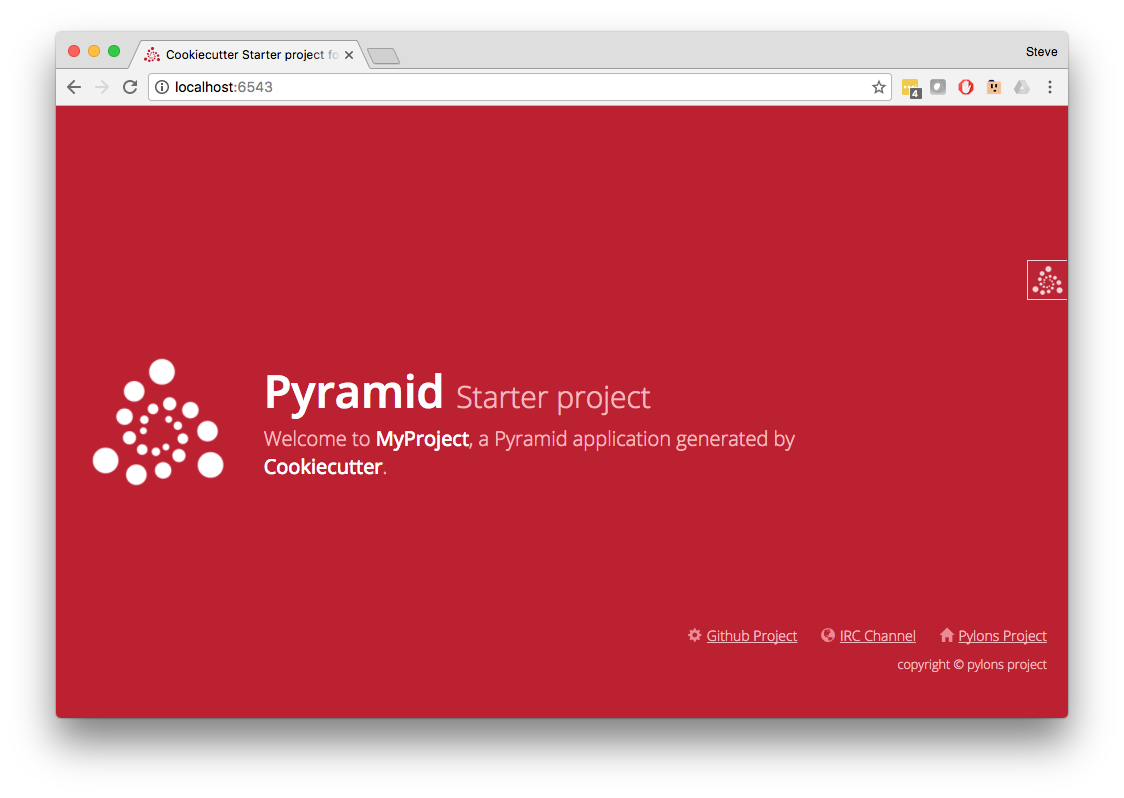 Cookiecutter Starter project fo
Steve
localhost:6543
4
Pyramid Starter project
Welcome to MyProject, a Pyramid application generated by
Cookiecutter.
Github Project IRC Channel Pylons Project
copyright © pylons project